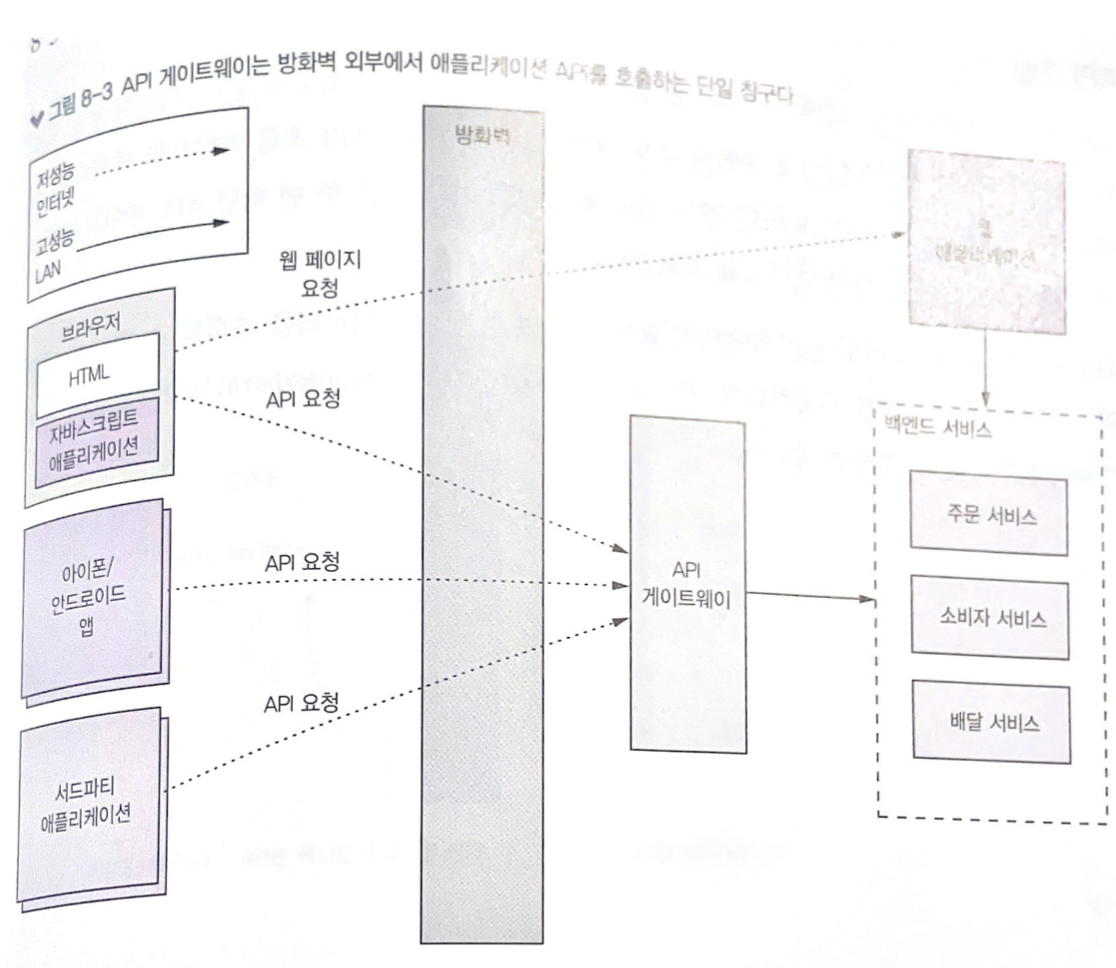 그림 8-3 API 게이트웨이는 방화벽 외부에서 애플리케이션 API를 호출하는 단일 창구다
저성능
인터넷
고성능
LAN
방화벽
웹 페이지
요청
웹
애플리케이션
브라우저
HTML
자바스크립트
애플리케이션
API 요청
백엔드 서비스
주문 서비스
소비자 서비스
배달 서비스
API
게이트웨이
아이폰/
안드로이드
앱
API 요청
서드파티
애플리케이션
API 요청